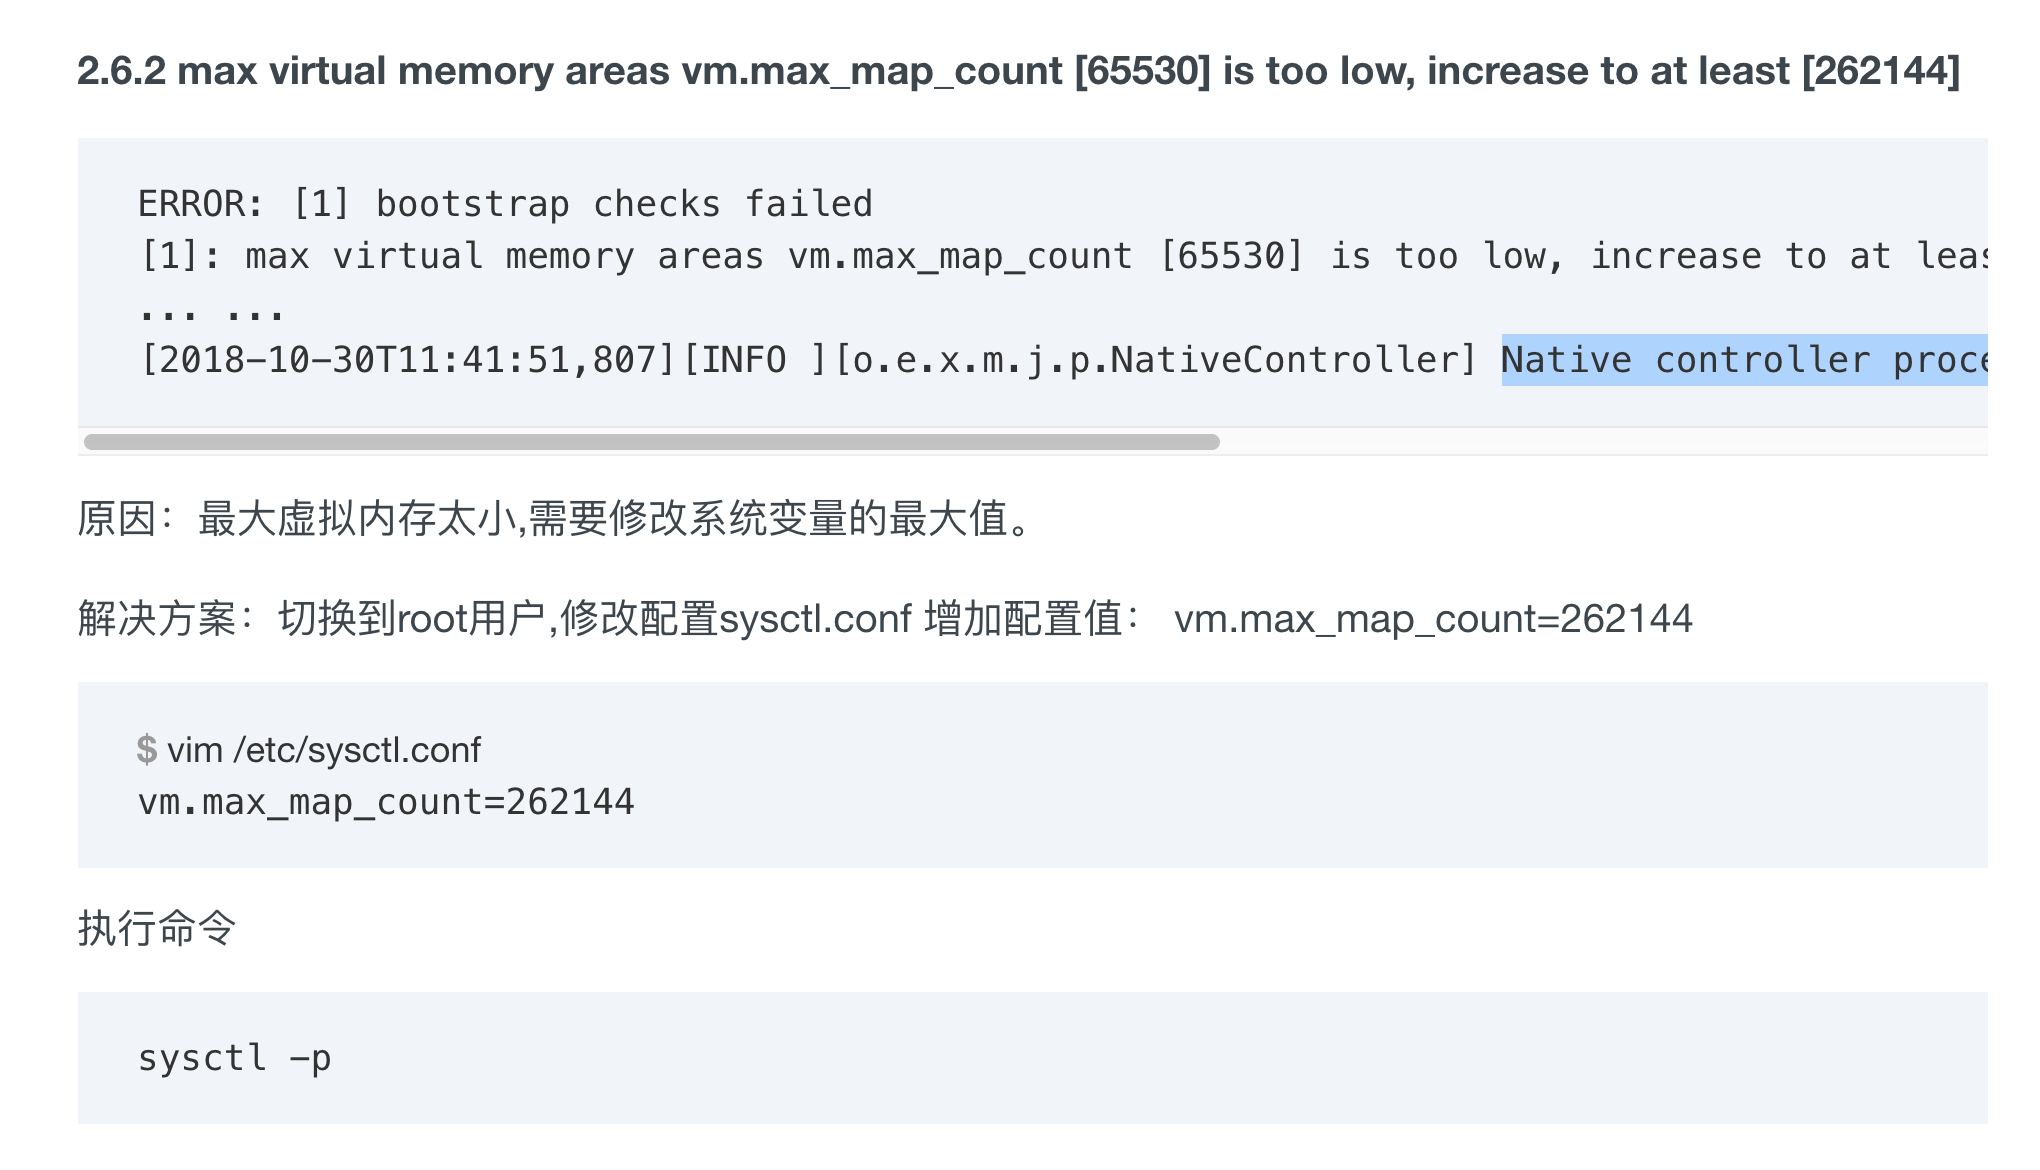 2.6.2 max virtual memory areas vm.max_map_count [65530] is too low, increase to at least [262144]
ERROR: [1] bootstrap checks failed
[1]: max virtual memory areas vm.max_map_count [65530] is too low, increase to at leas
... ...
[2018-10-30T11:41:51,807][INFO ][o.e.x.m.j.p.NativeController] Native controller proce
原因：最大虚拟内存太小,需要修改系统变量的最大值。
解决方案：切换到root用户,修改配置sysctl.conf 增加配置值： vm.max_map_count=262144
$ vim /etc/sysctl.conf
vm.max_map_count=262144
执行命令
sysctl -p